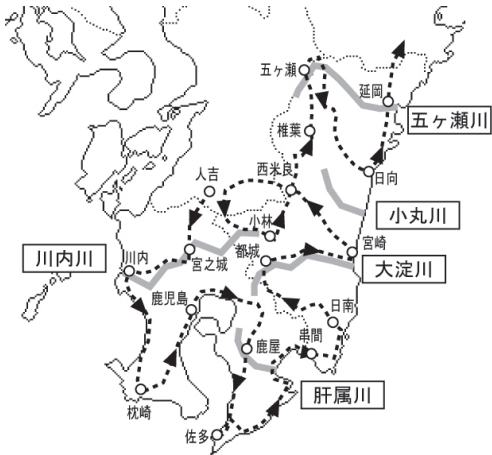 五ヶ瀬
延岡
五ヶ瀬川
椎葉
人吉
西米良
日向
小林
小丸川
川内川
川内
宮之城
都城
宮崎
大淀川
鹿児島
日南
串間
鹿屋
枕崎
肝属川
佐多